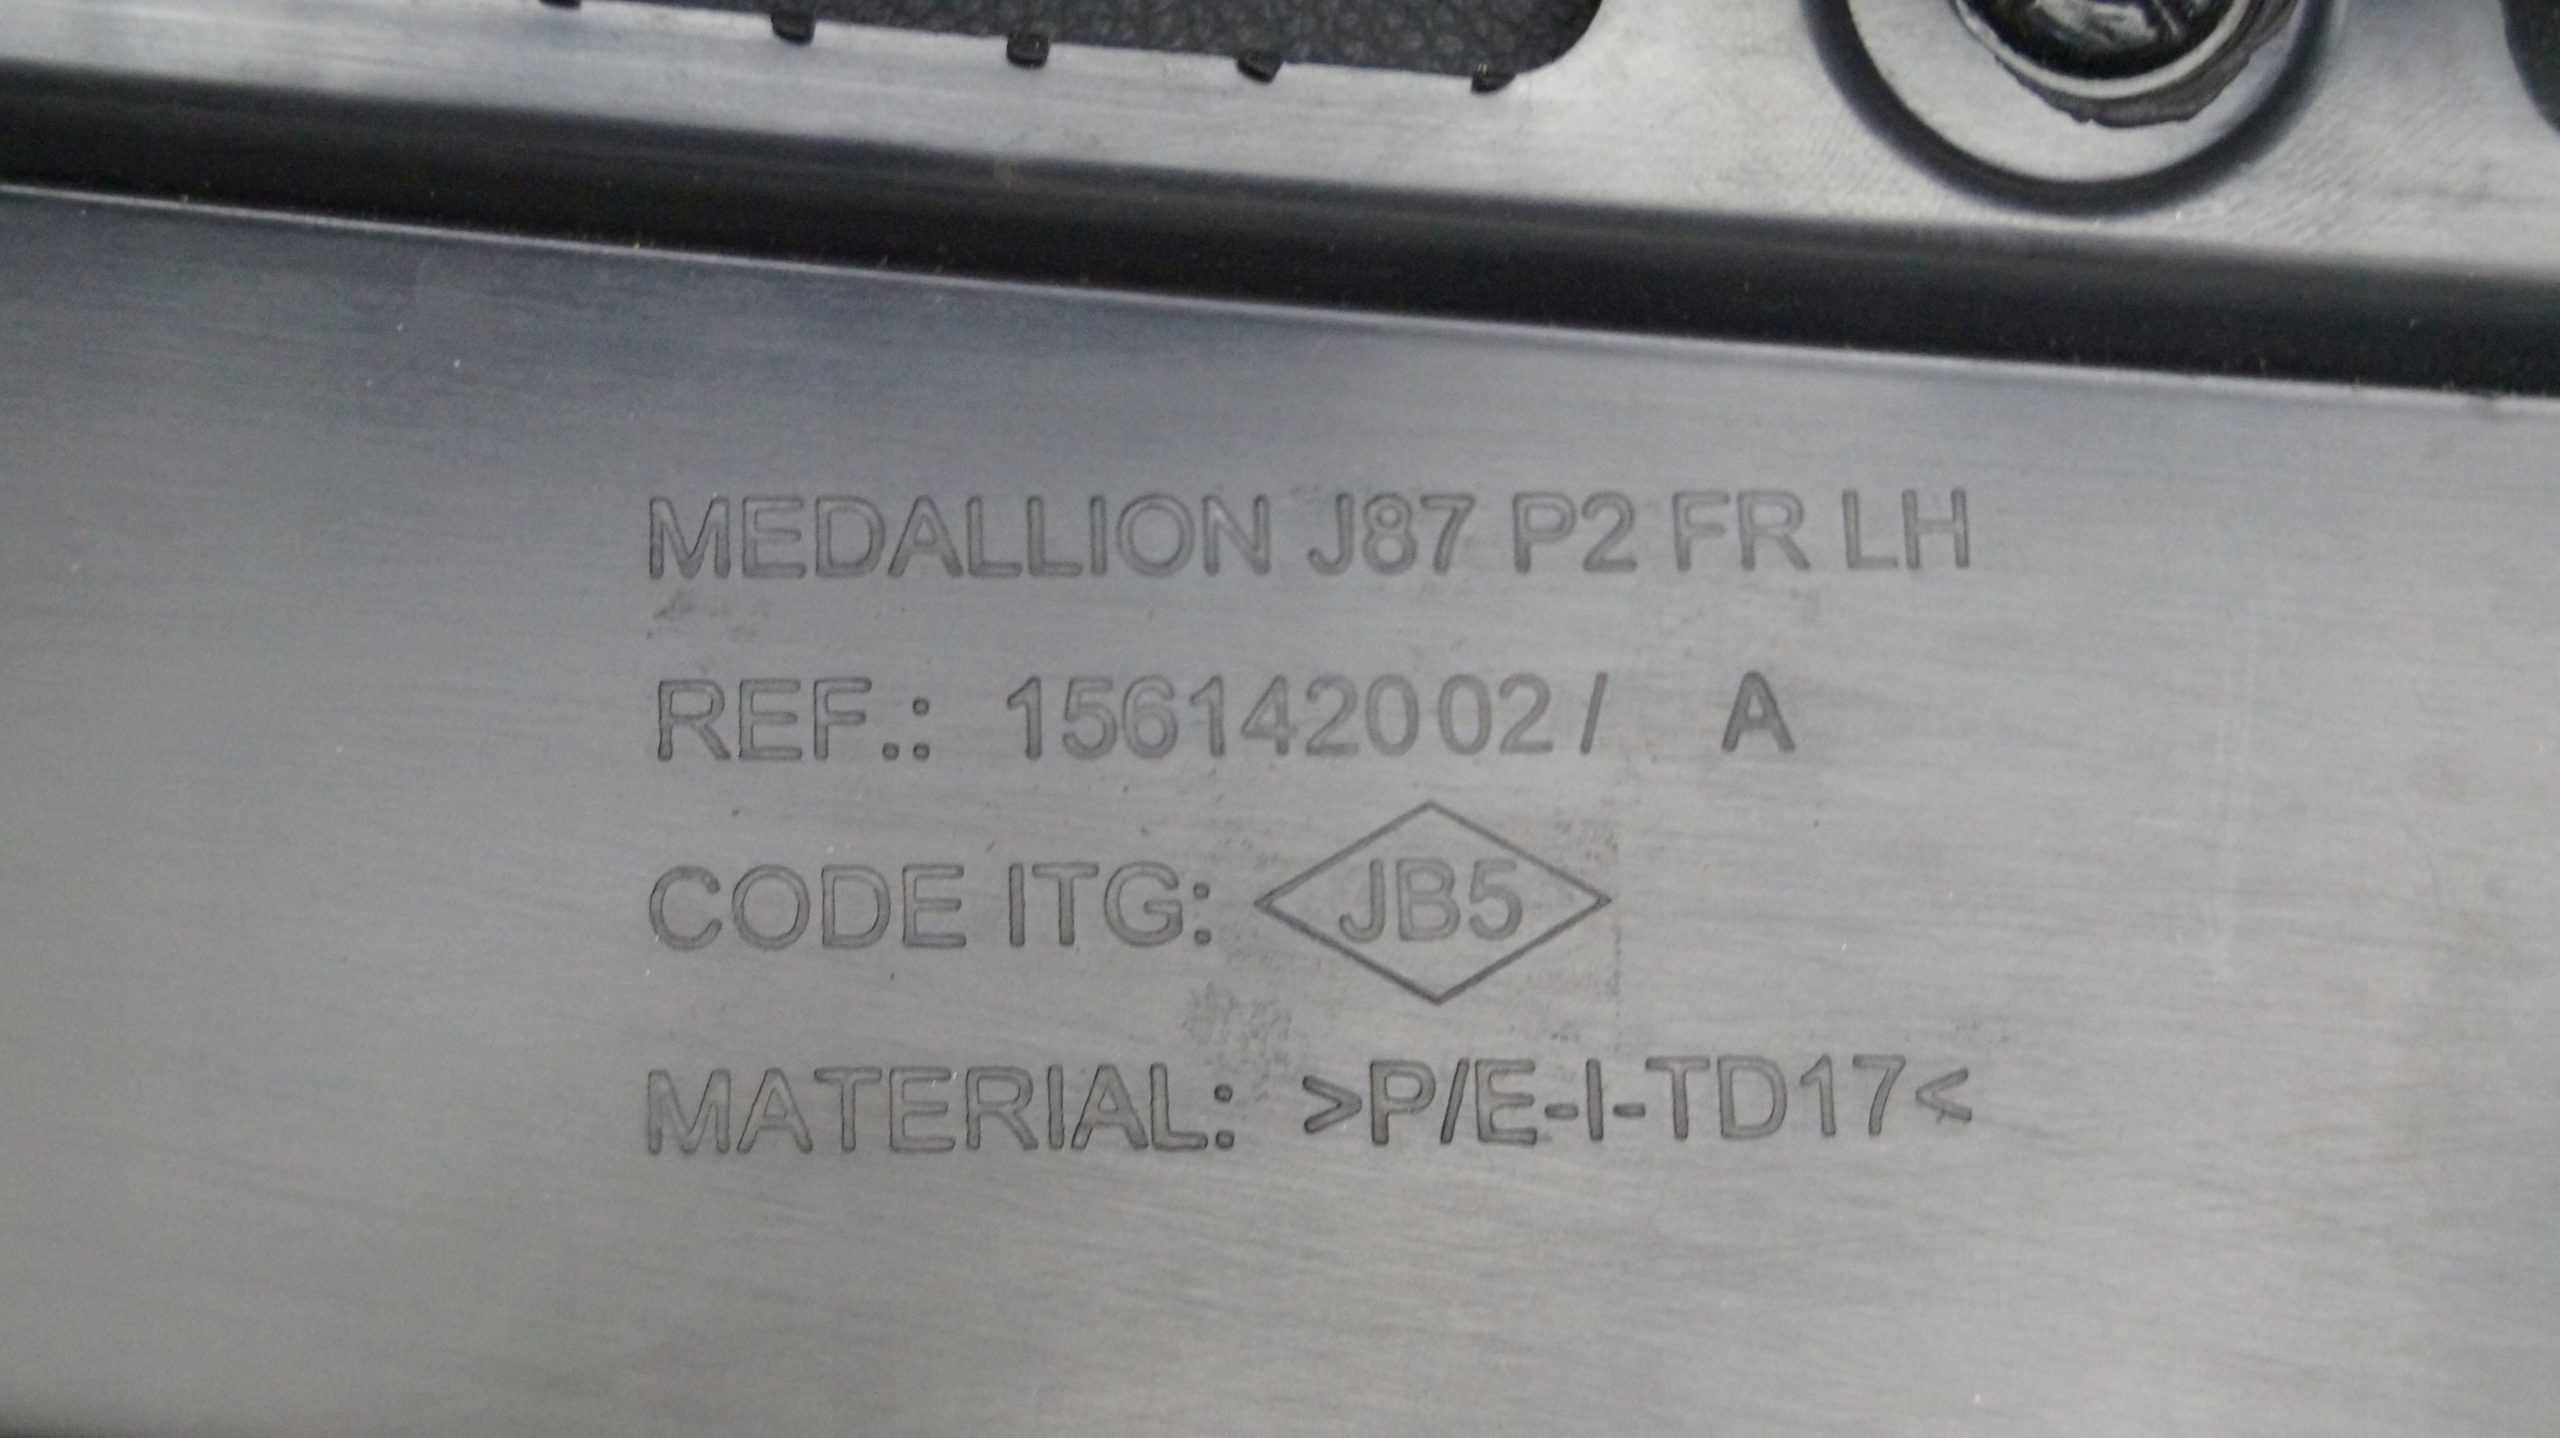 MEDALLION J87 P2 FR LH
REF.: 156142002/ A
CODE ITG: JB5
MATERIAL: >P/E-I-TD17<